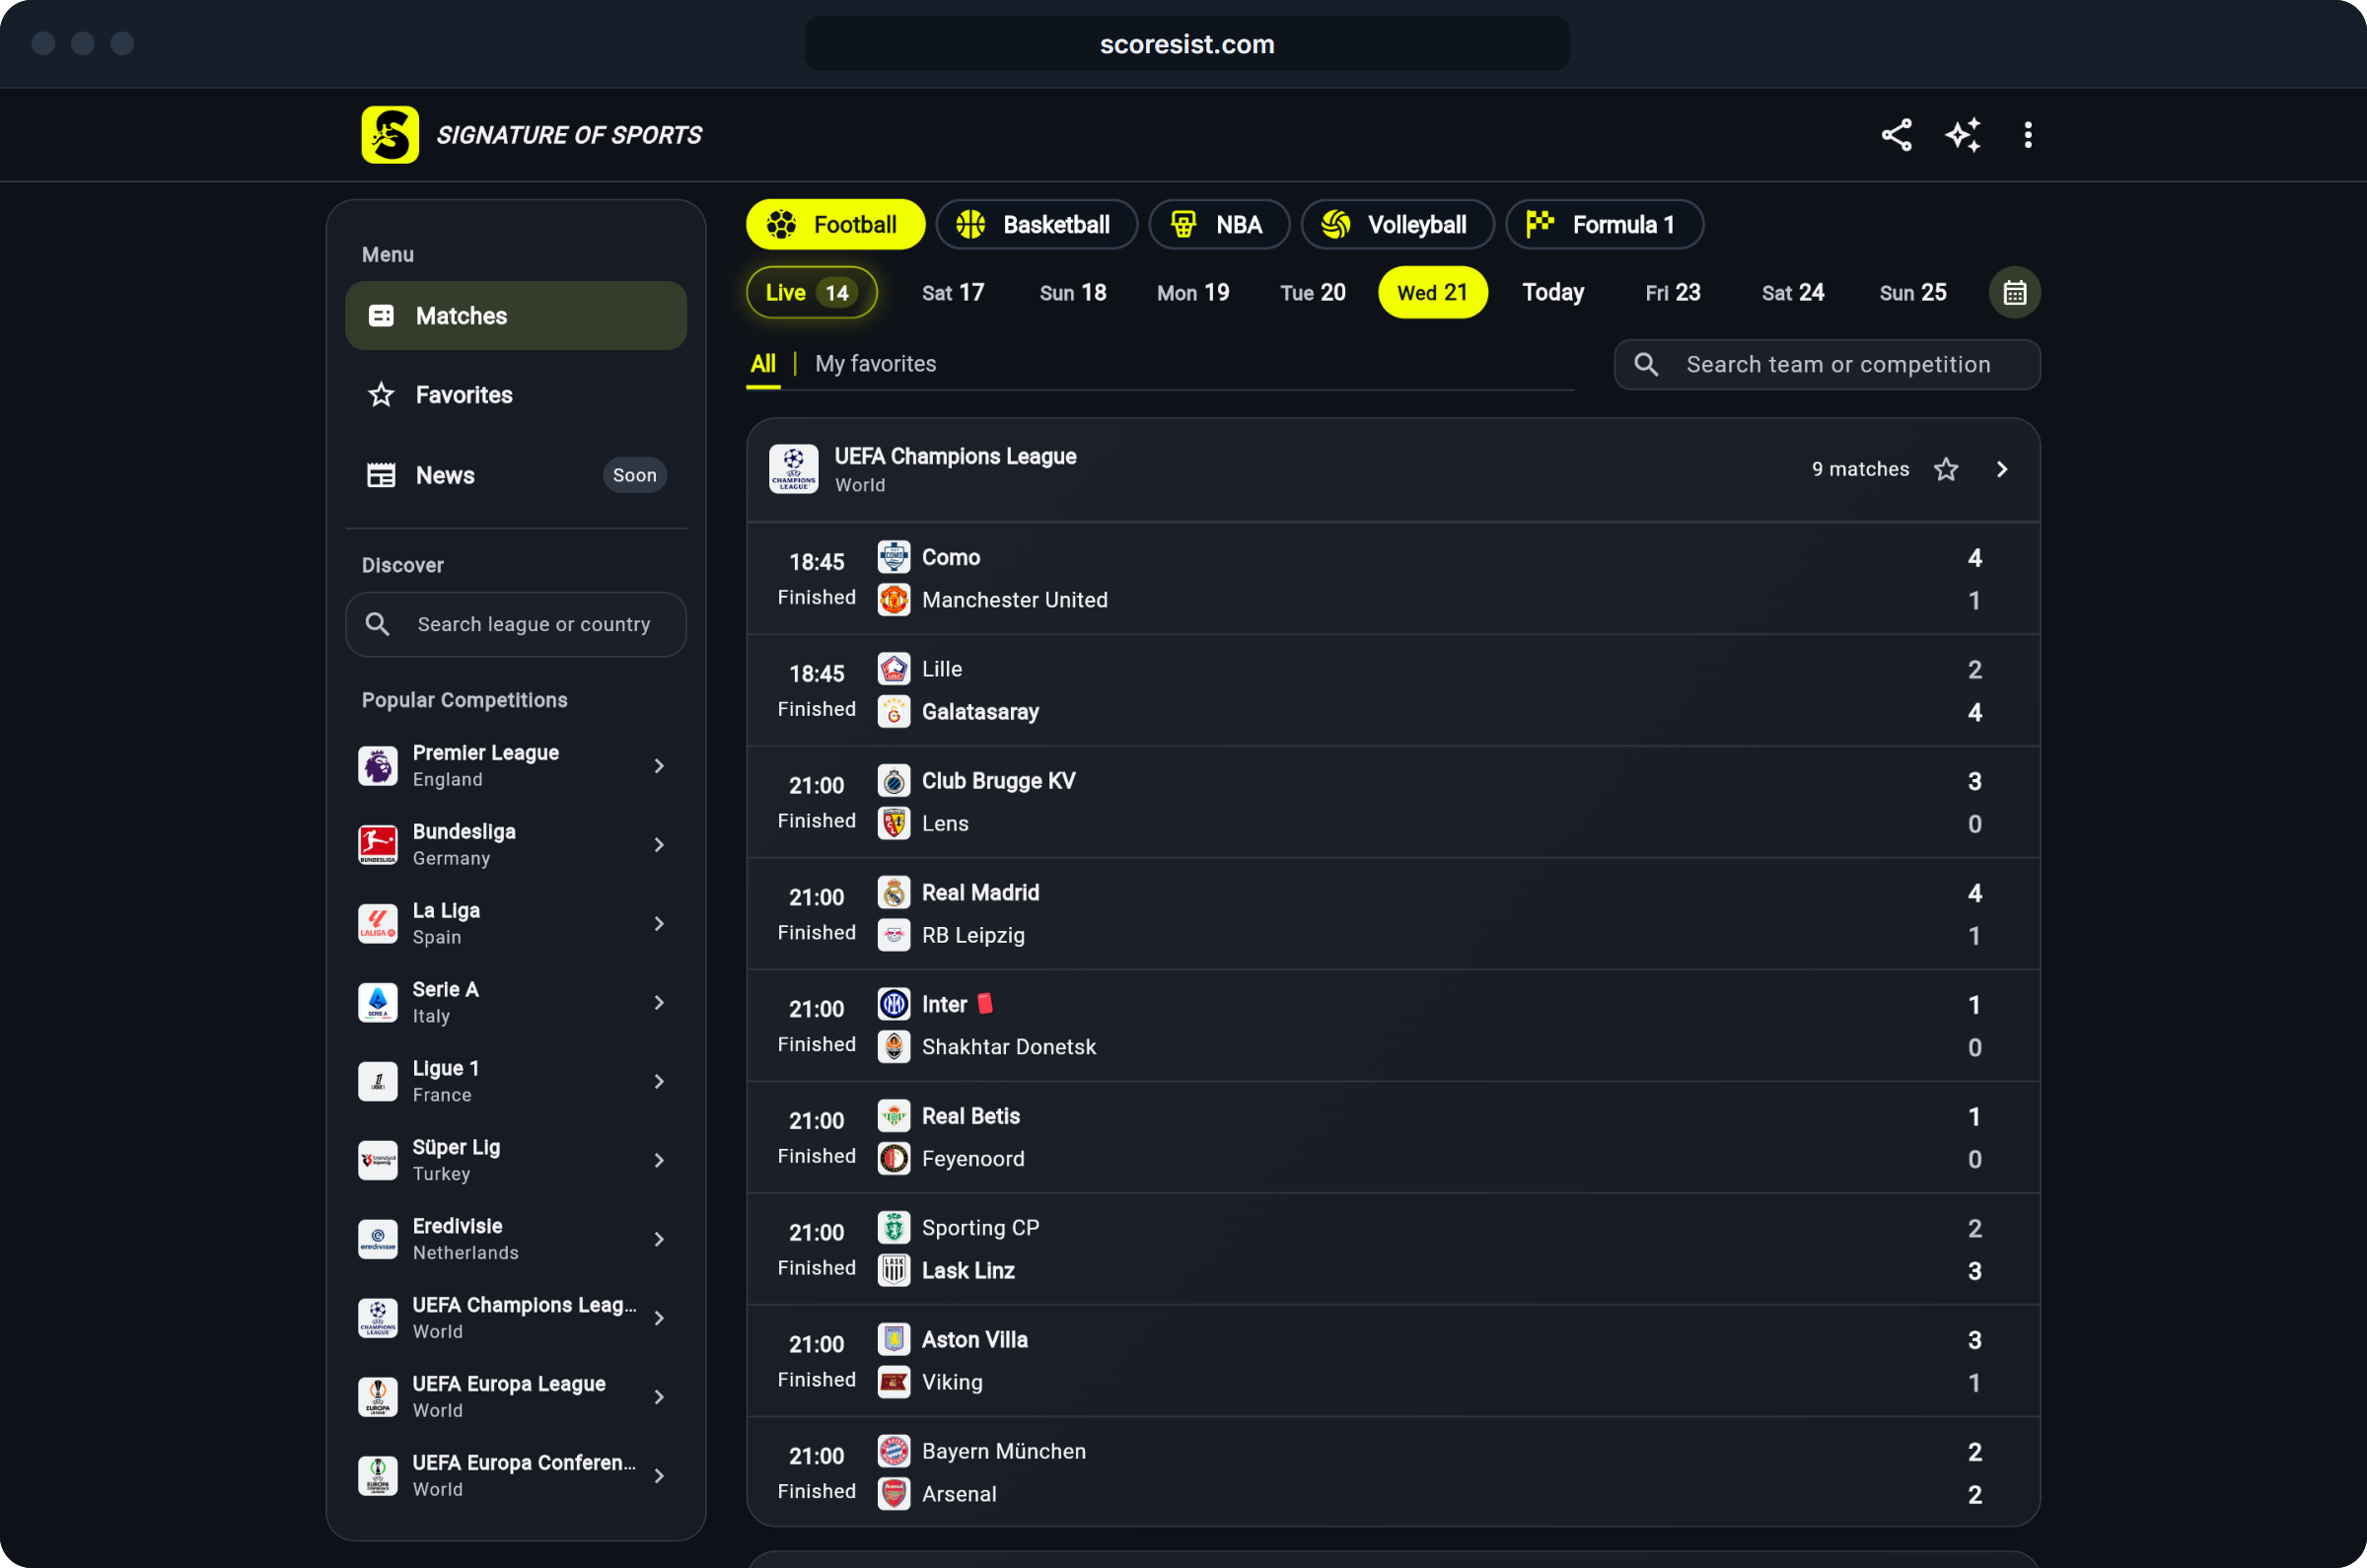 scoresist.com
SIGNATURE OF SPORTS
Menu
Matches
Favorites
News Soon
Discover
Search league or country
Popular Competitions
Premier League
England
Bundesliga
Germany
La Liga
Spain
Serie A
Italy
Ligue 1
France
Süper Lig
Turkey
Eredivisie
Netherlands
UEFA Champions Leag...
World
UEFA Europa League
World
UEFA Europa Conferen...
World
Football Basketball NBA Volleyball Formula 1
Live 14 Sat 17 Sun 18 Mon 19 Tue 20 Wed 21 Today Fri 23 Sat 24 Sun 25
All | My favorites Search team or competition
UEFA Champions League
World
9 matches
18:45 Como 4
Finished Manchester United 1
18:45 Lille 2
Finished Galatasaray 4
21:00 Club Brugge KV 3
Finished Lens 0
21:00 Real Madrid 4
Finished RB Leipzig 1
21:00 Inter 1
Finished Shakhtar Donetsk 0
21:00 Real Betis 1
Finished Feyenoord 0
21:00 Sporting CP 2
Finished Lask Linz 3
21:00 Aston Villa 3
Finished Viking 1
21:00 Bayern München 2
Finished Arsenal 2